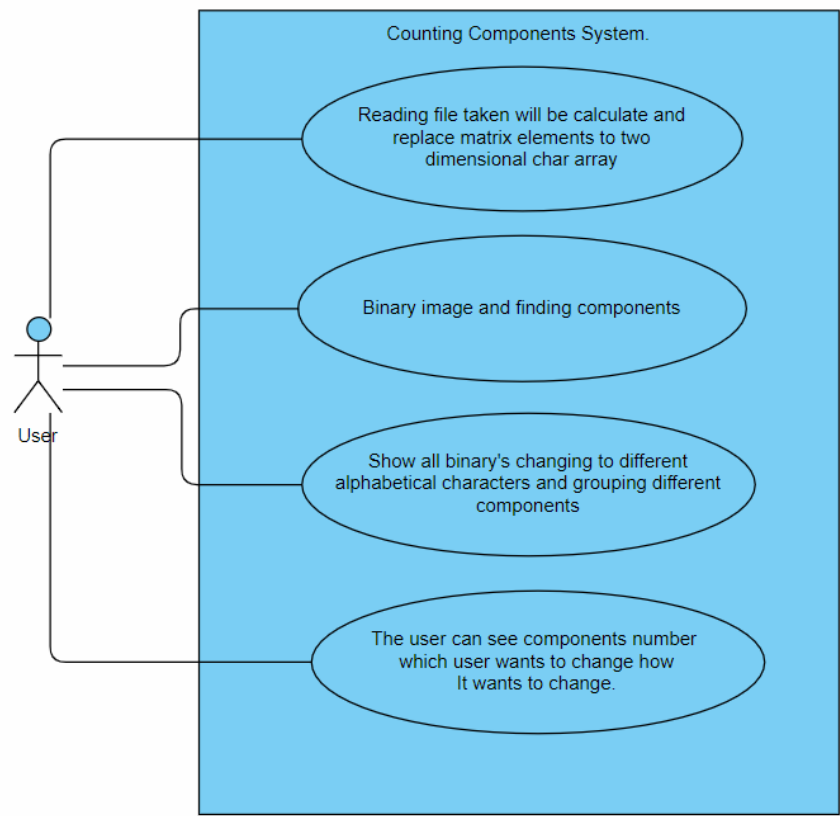 Counting Components System.
Reading file taken will be calculate and
replace matrix elements to two
dimensional char array
Binary image and finding components
User
Show all binary's changing to different
alphabetical characters and grouping different
components
The user can see components number
which user wants to change how
It wants to change.